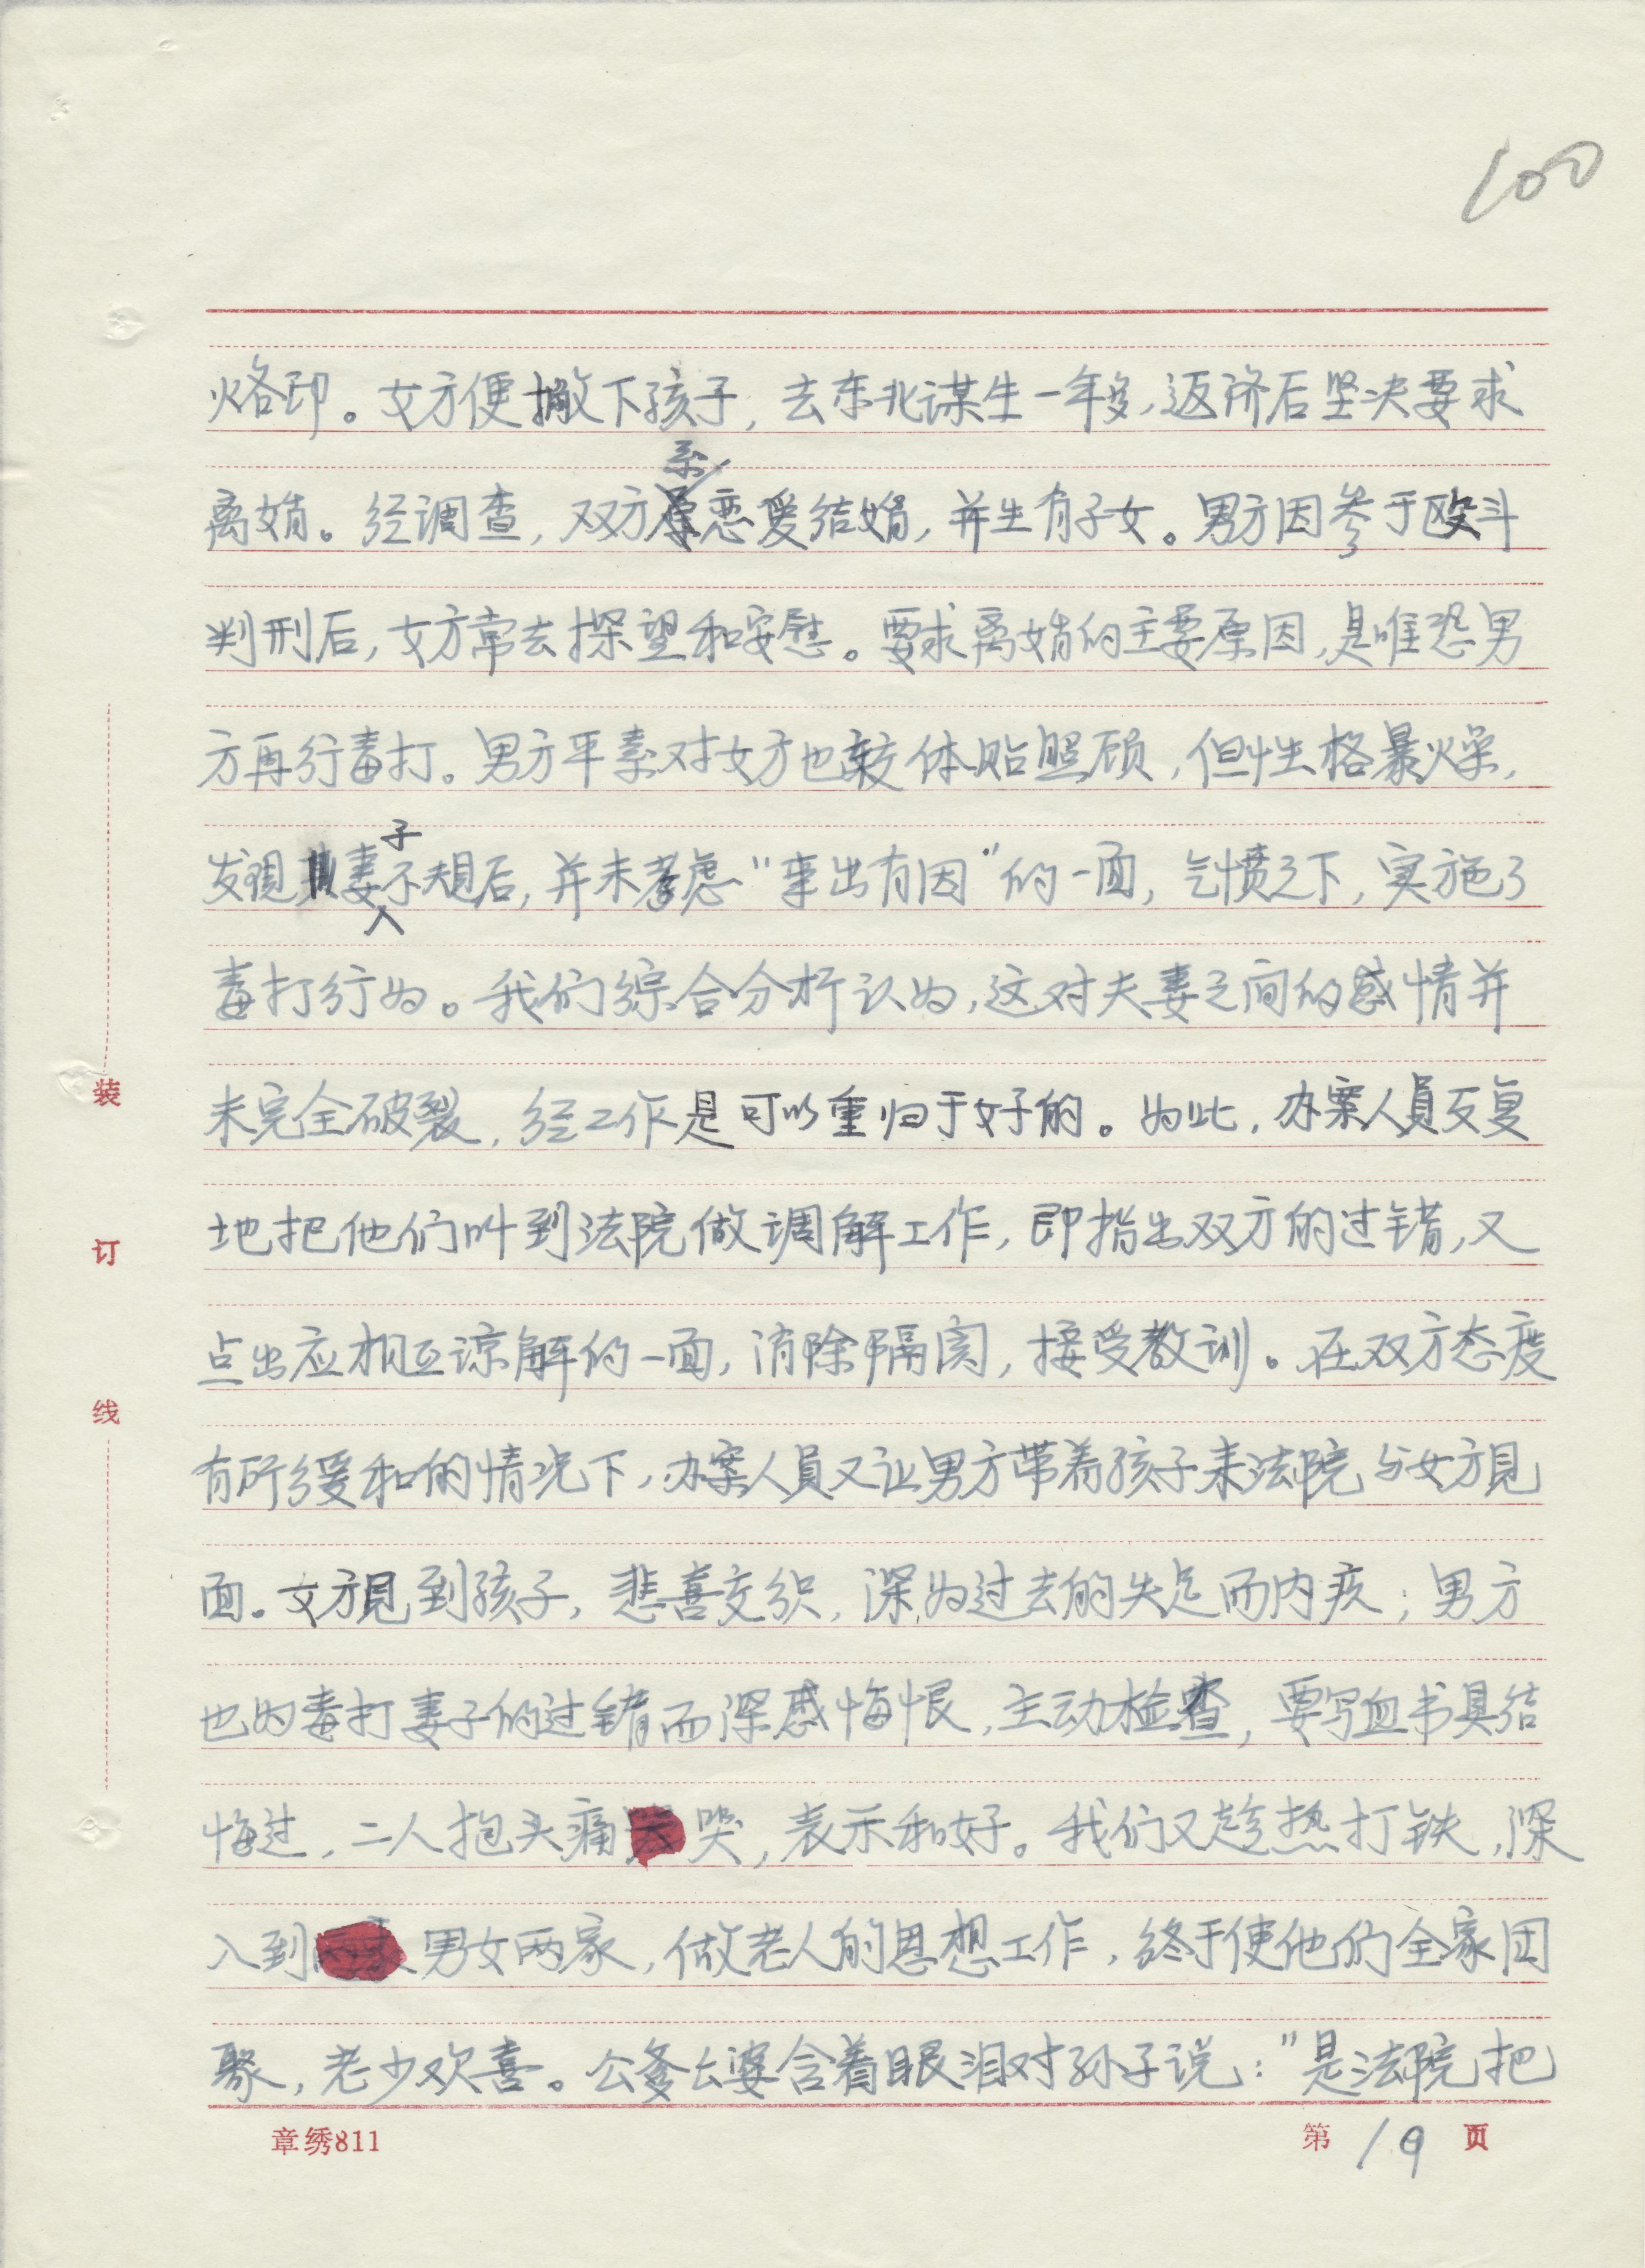 100
烙印。女方便撇下孩子，去东北谋生一年多，返济后坚决要求
离婚。经调查，双方系恋爱结婚，并生有子女。男方因参于殴斗
判刑后，女方常去探望和安慰。要求离婚的主要原因，是唯恐男
方再行毒打。男方平素对女方也较体贴照顾，但性格暴燥，
发现妻子不规后，并未考虑“事出有因”的一面，气愤之下，实施了
毒打行为。我们综合分析认为，这对夫妻之间的感情并
未完全破裂，经工作是可以重归于好的。为此，办案人員反复
地把他们叫到法院做调解工作，即指出双方的过错，又
点出应相互谅解的一面，消除隔阂，接受教训。在双方态度
有所缓和的情况下，办案人員又让男方带着孩子来法院与女方見
面。女方見到孩子，悲喜交织，深为过去的失足而内疚；男方
也为毒打妻子的过错而深感悔恨，主动检查，要写血书具结
悔过，二人抱头痛哭，表示和好。我们又趁热打铁，深
入到男女两家，做老人的思想工作，终于使他们全家团
聚，老少欢喜。公爹公婆含着眼泪对孙子说：“是法院把
装
订
线
章绣811
第 19 页